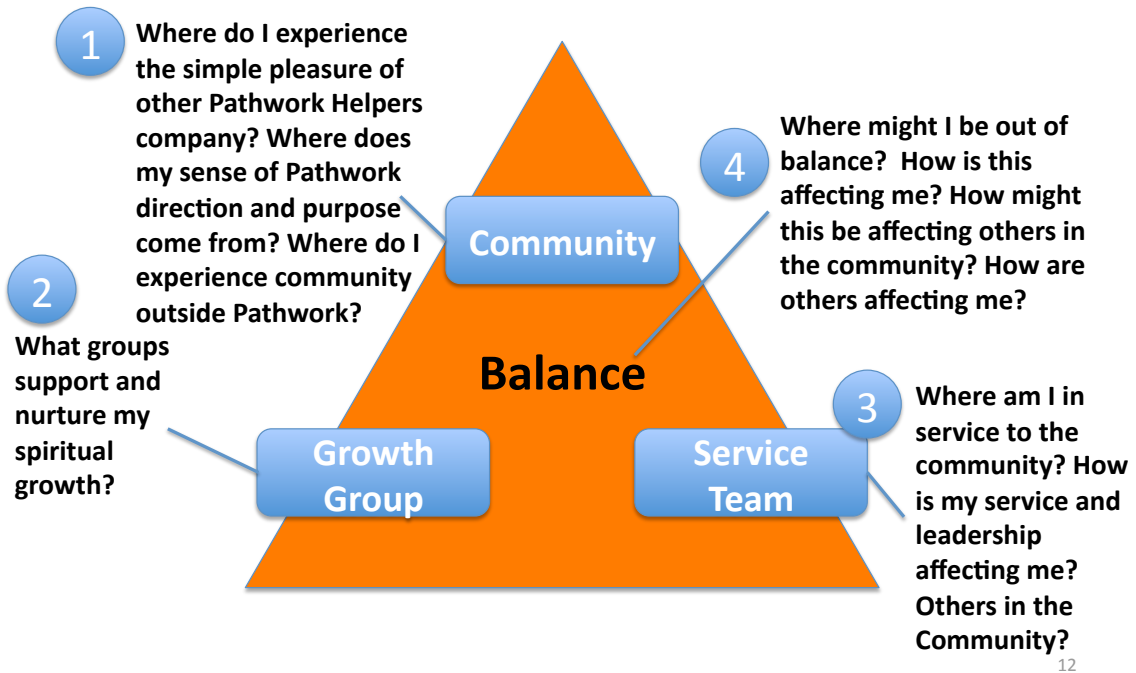 1
Where do I experience
the simple pleasure of
other Pathwork Helpers
company? Where does
my sense of Pathwork
direction and purpose
come from? Where do I
experience community
outside Pathwork?
2
What groups
support and
nurture my
spiritual
growth?
Community
Balance
Growth
Group
Service
Team
3
Where am I in
service to the
community? How
is my service and
leadership
affecting me?
Others in the
Community?
4
Where might I be out of
balance?  How is this
affecting me? How might
this be affecting others in
the community? How are
others affecting me?
12